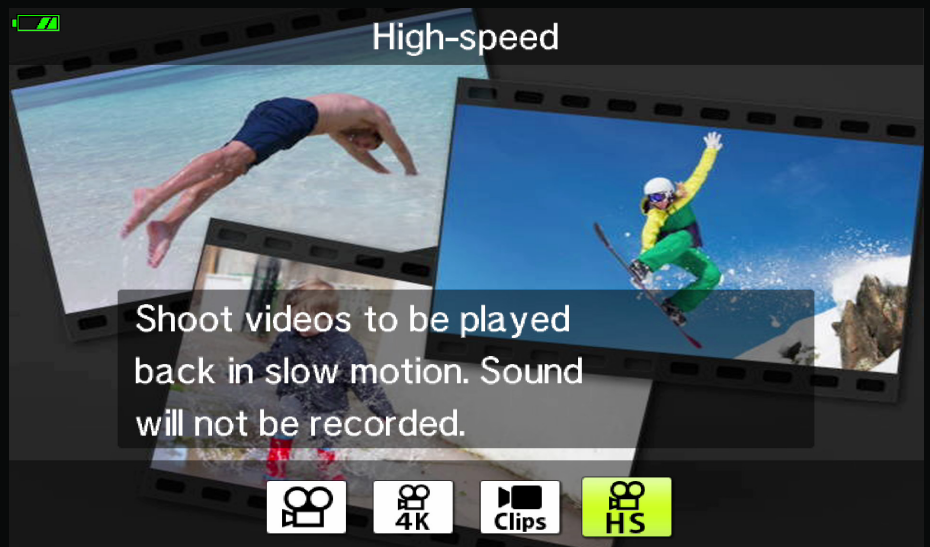 High-speed
Shoot videos to be played
back in slow motion. Sound
will not be recorded.
4K
Clips
HS